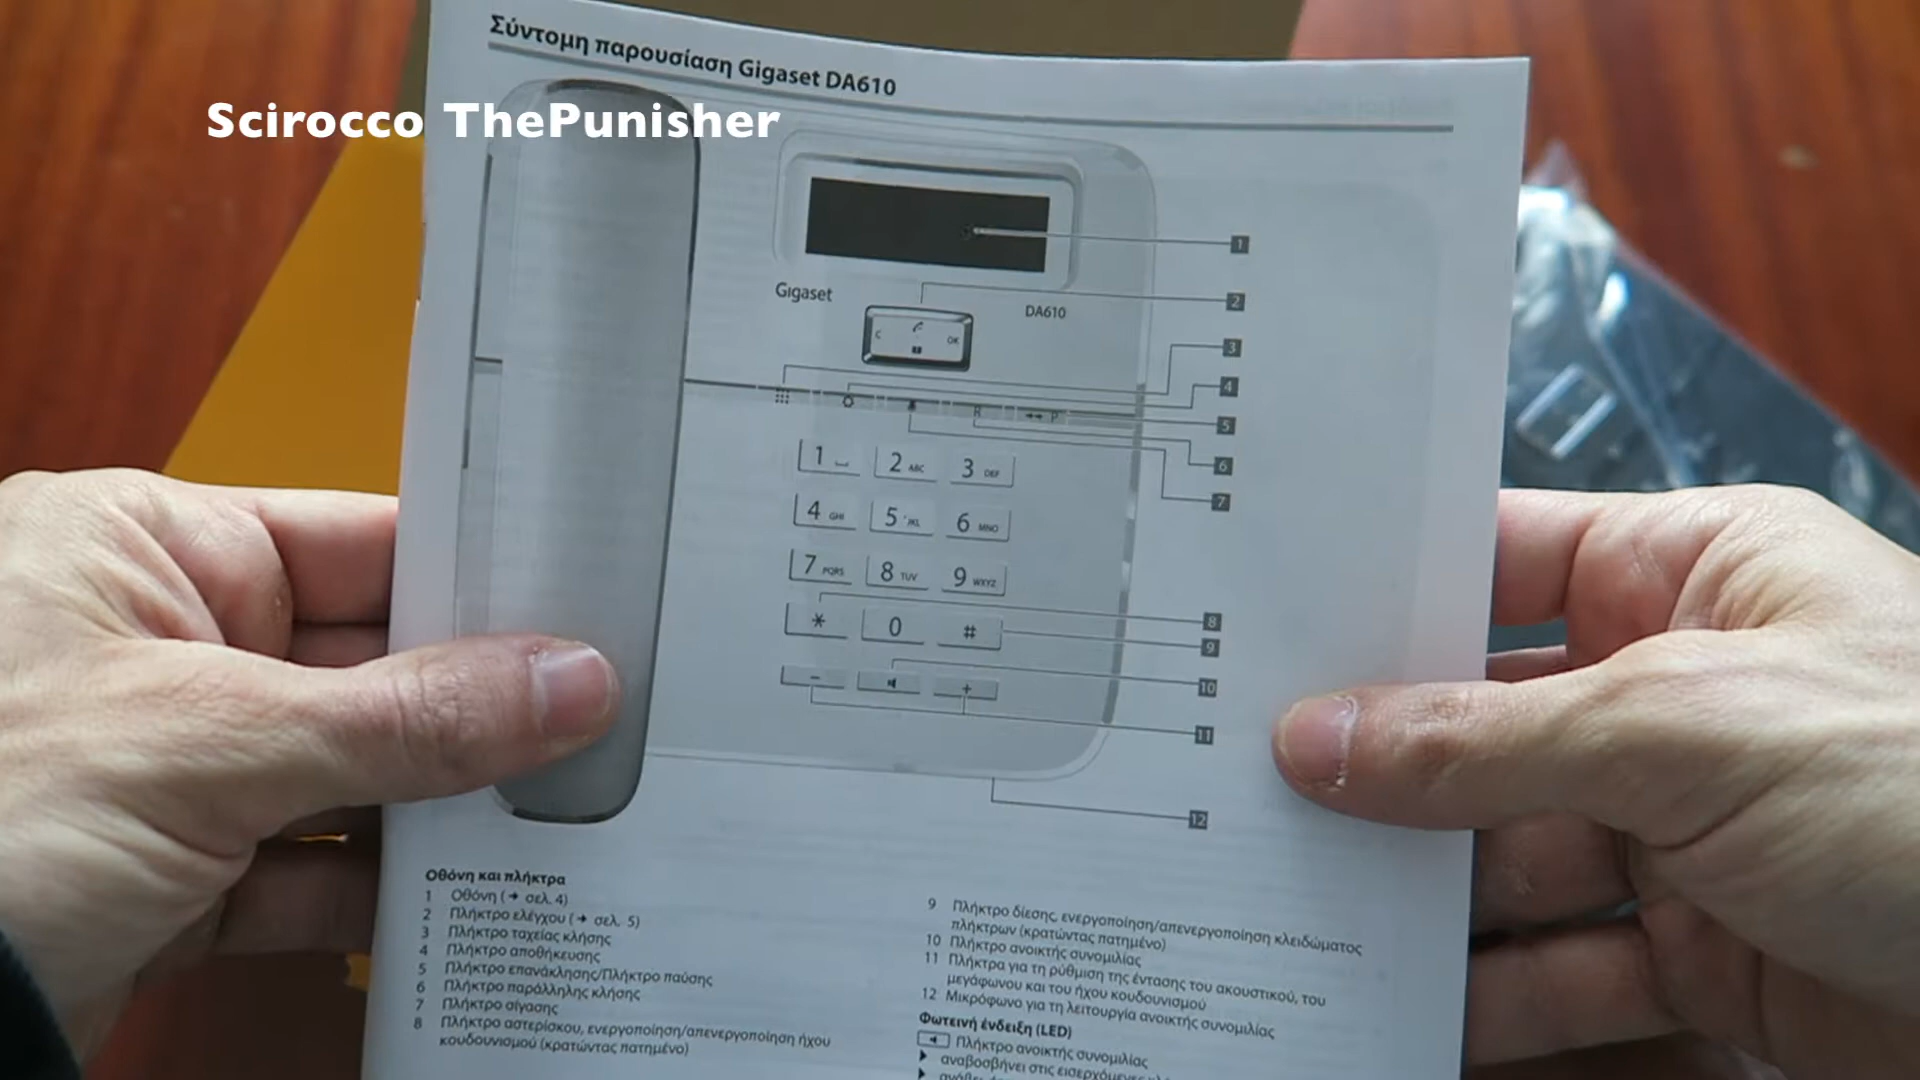 Σύντομη παρουσίαση Gigaset DA610
Scirocco ThePunisher
1
Gigaset
2
DA610
C
OK
3
4
R
P
5
6
7
1
2 ABC
3 DEF
4 GHI
5 JKL
6 MNO
7 PQRS
8 TUV
9 WXYZ
* 0 #
8
9
10
- +
11
12
Οθόνη και πλήκτρα
1 Οθόνη (➜ σελ. 4)
2 Πλήκτρο ελέγχου (➜ σελ. 5)
3 Πλήκτρο ταχείας κλήσης
4 Πλήκτρο αποθήκευσης
5 Πλήκτρο επανάκλησης/Πλήκτρο παύσης
6 Πλήκτρο παράλληλης κλήσης
7 Πλήκτρο σίγασης
8 Πλήκτρο αστερίσκου, ενεργοποίηση/απενεργοποίηση ήχου
κουδουνισμού (κρατώντας πατημένο)
9 Πλήκτρο δίεσης, ενεργοποίηση/απενεργοποίηση κλειδώματος
πλήκτρων (κρατώντας πατημένο)
10 Πλήκτρο ανοικτής συνομιλίας
11 Πλήκτρα για τη ρύθμιση της έντασης του ακουστικού, του
μεγάφωνου και του ήχου κουδουνισμού
12 Μικρόφωνο για τη λειτουργία ανοικτής συνομιλίας
Φωτεινή ένδειξη (LED)
Πλήκτρο ανοικτής συνομιλίας
αναβοσβήνει στις εισερχόμενες